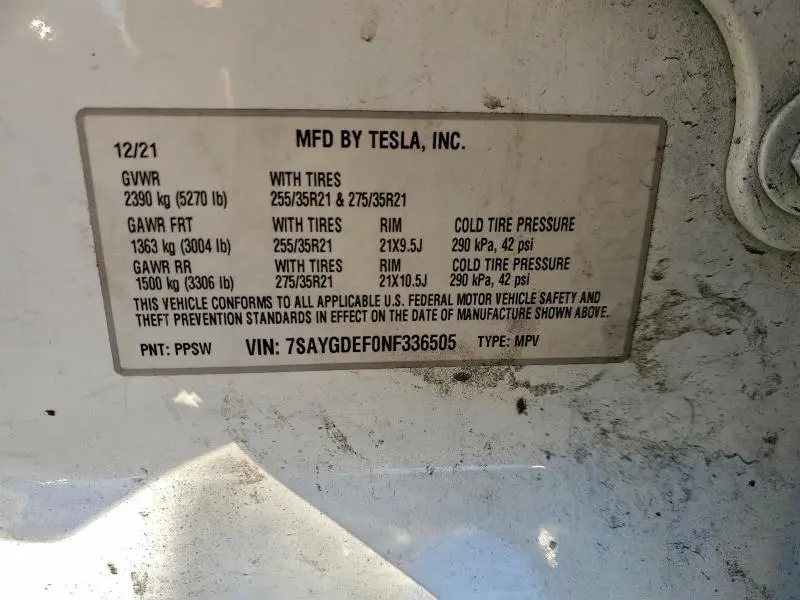 MFD BY TESLA, INC.
12/21
GVWR WITH TIRES
2390 kg (5270 lb) 255/35R21 & 275/35R21
GAWR FRT WITH TIRES RIM COLD TIRE PRESSURE
1363 kg (3004 lb) 255/35R21 21X9.5J 290 kPa, 42 psi
GAWR RR WITH TIRES RIM COLD TIRE PRESSURE
1500 kg (3306 lb) 275/35R21 21X10.5J 290 kPa, 42 psi
THIS VEHICLE CONFORMS TO ALL APPLICABLE U.S. FEDERAL MOTOR VEHICLE SAFETY AND
THEFT PREVENTION STANDARDS IN EFFECT ON THE DATE OF MANUFACTURE SHOWN ABOVE.
PNT: PPSW VIN: 7SAYGDEF0NF336505 TYPE: MPV